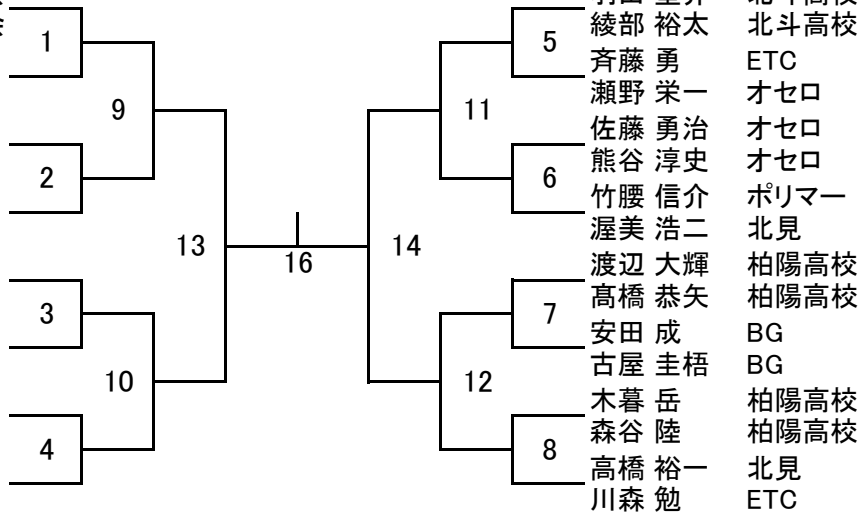 綾部 裕太 北斗高校
1
5
斉藤 勇 ETC
瀬野 栄一 オセロ
9
11
佐藤 勇治 オセロ
熊谷 淳史 オセロ
2
6
竹腰 信介 ポリマー
渥美 浩二 北見
13
14
16
渡辺 大輝 柏陽高校
髙橋 恭矢 柏陽高校
3
7
安田 成 BG
古屋 圭梧 BG
10
12
木暮 岳 柏陽高校
森谷 陸 柏陽高校
4
8
高橋 裕一 北見
川森 勉 ETC